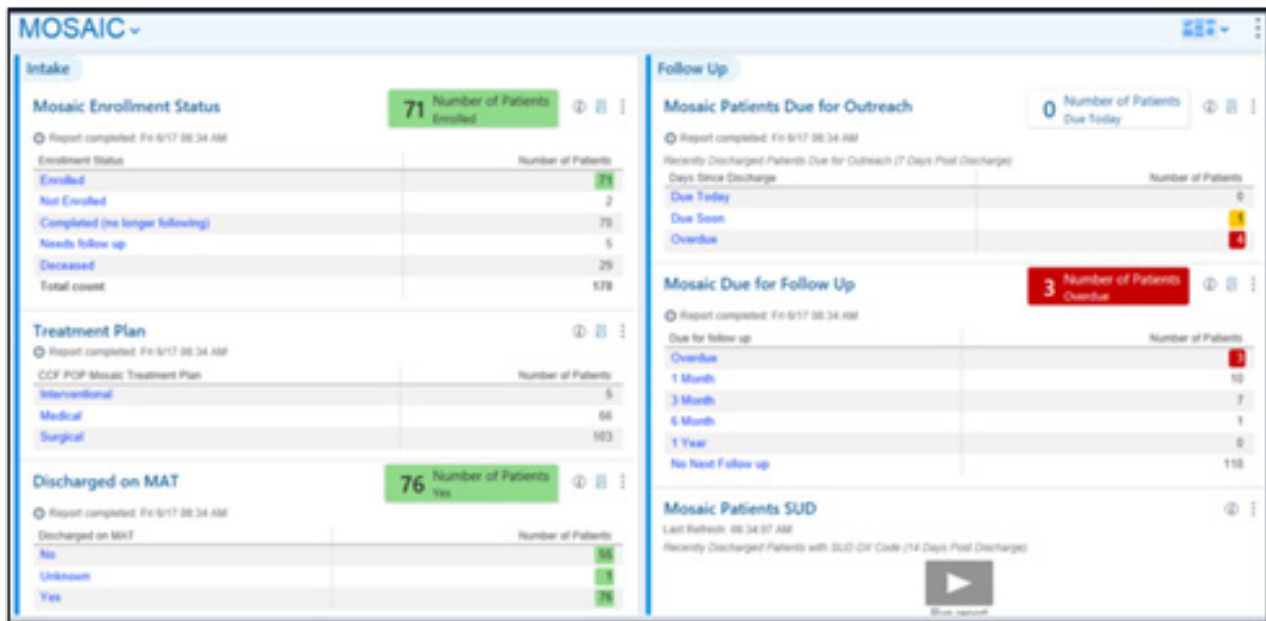 MOSAIC
Intake
Mosaic Enrollment Status
71 Number of Patients
Enrolled
Report completed: Fri 6/17 08:34 AM
Enrollment Status Number of Patients
Enrolled 71
Not Enrolled 2
Completed (no longer following)
Needs follow up 5
Deceased 29
Total count 178
Treatment Plan
Report completed: Fri 6/17 08:34 AM
CCF POP Mosaic Treatment Plan Number of Patients
Interventional 5
Medical 66
Surgical 103
Discharged on MAT
76 Number of Patients
Yes
Report completed: Fri 6/17 08:34 AM
Discharged on MAT Number of Patients
No 55
Unknown 1
Yes 76
Follow Up
Mosaic Patients Due for Outreach
0 Number of Patients
Due Today
Report completed: Fri 6/17 08:34 AM
Recently Discharged Patients Due for Outreach (7 Days Post Discharge)
Days Since Discharge Number of Patients
Due Today 0
Due Soon 1
Overdue 4
Mosaic Due for Follow Up
3 Number of Patients
Overdue
Report completed: Fri 6/17 08:34 AM
Due for follow up Number of Patients
Overdue 3
1 Month 10
3 Month 7
6 Month 1
1 Year 0
No Next Follow up 118
Mosaic Patients SUD
Last Refresh: 08:34:07 AM
Recently Discharged Patients with SUD DX Code (14 Days Post Discharge)
Run report